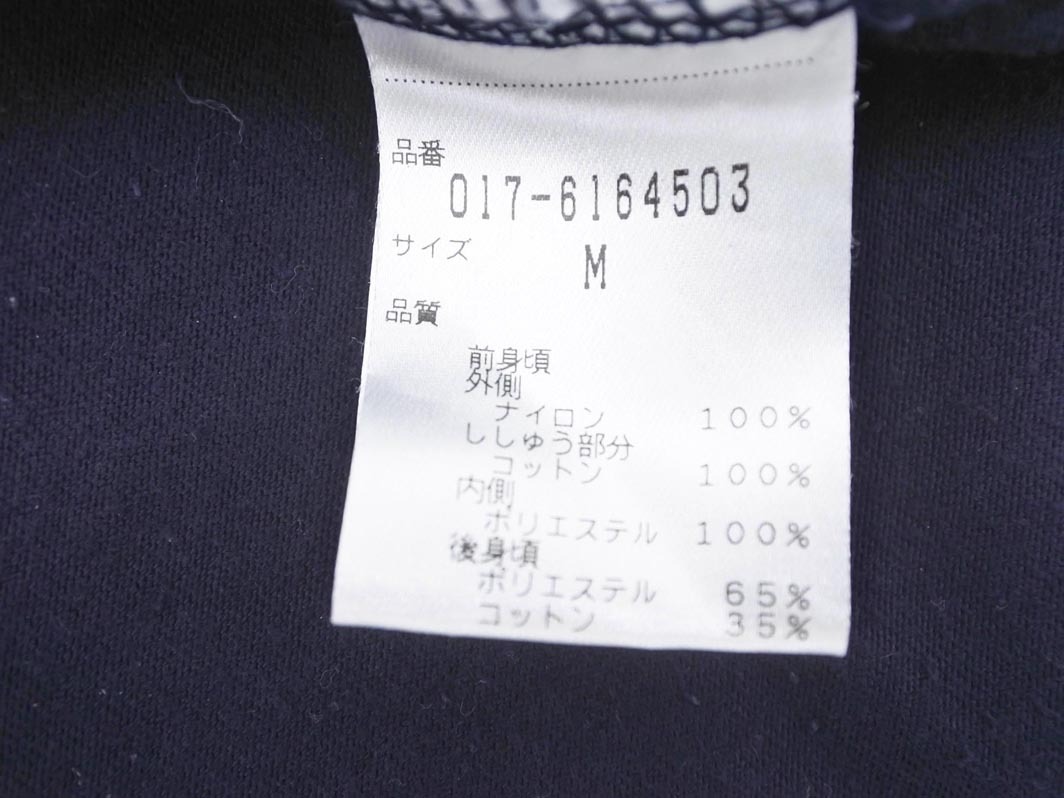 品番
017-6164503
サイズ M
品質
前身頃
外側
ナイロン 100%
ししゅう部分
コットン 100%
内側
ポリエステル 100%
後身頃
ポリエステル 65%
コットン 35%